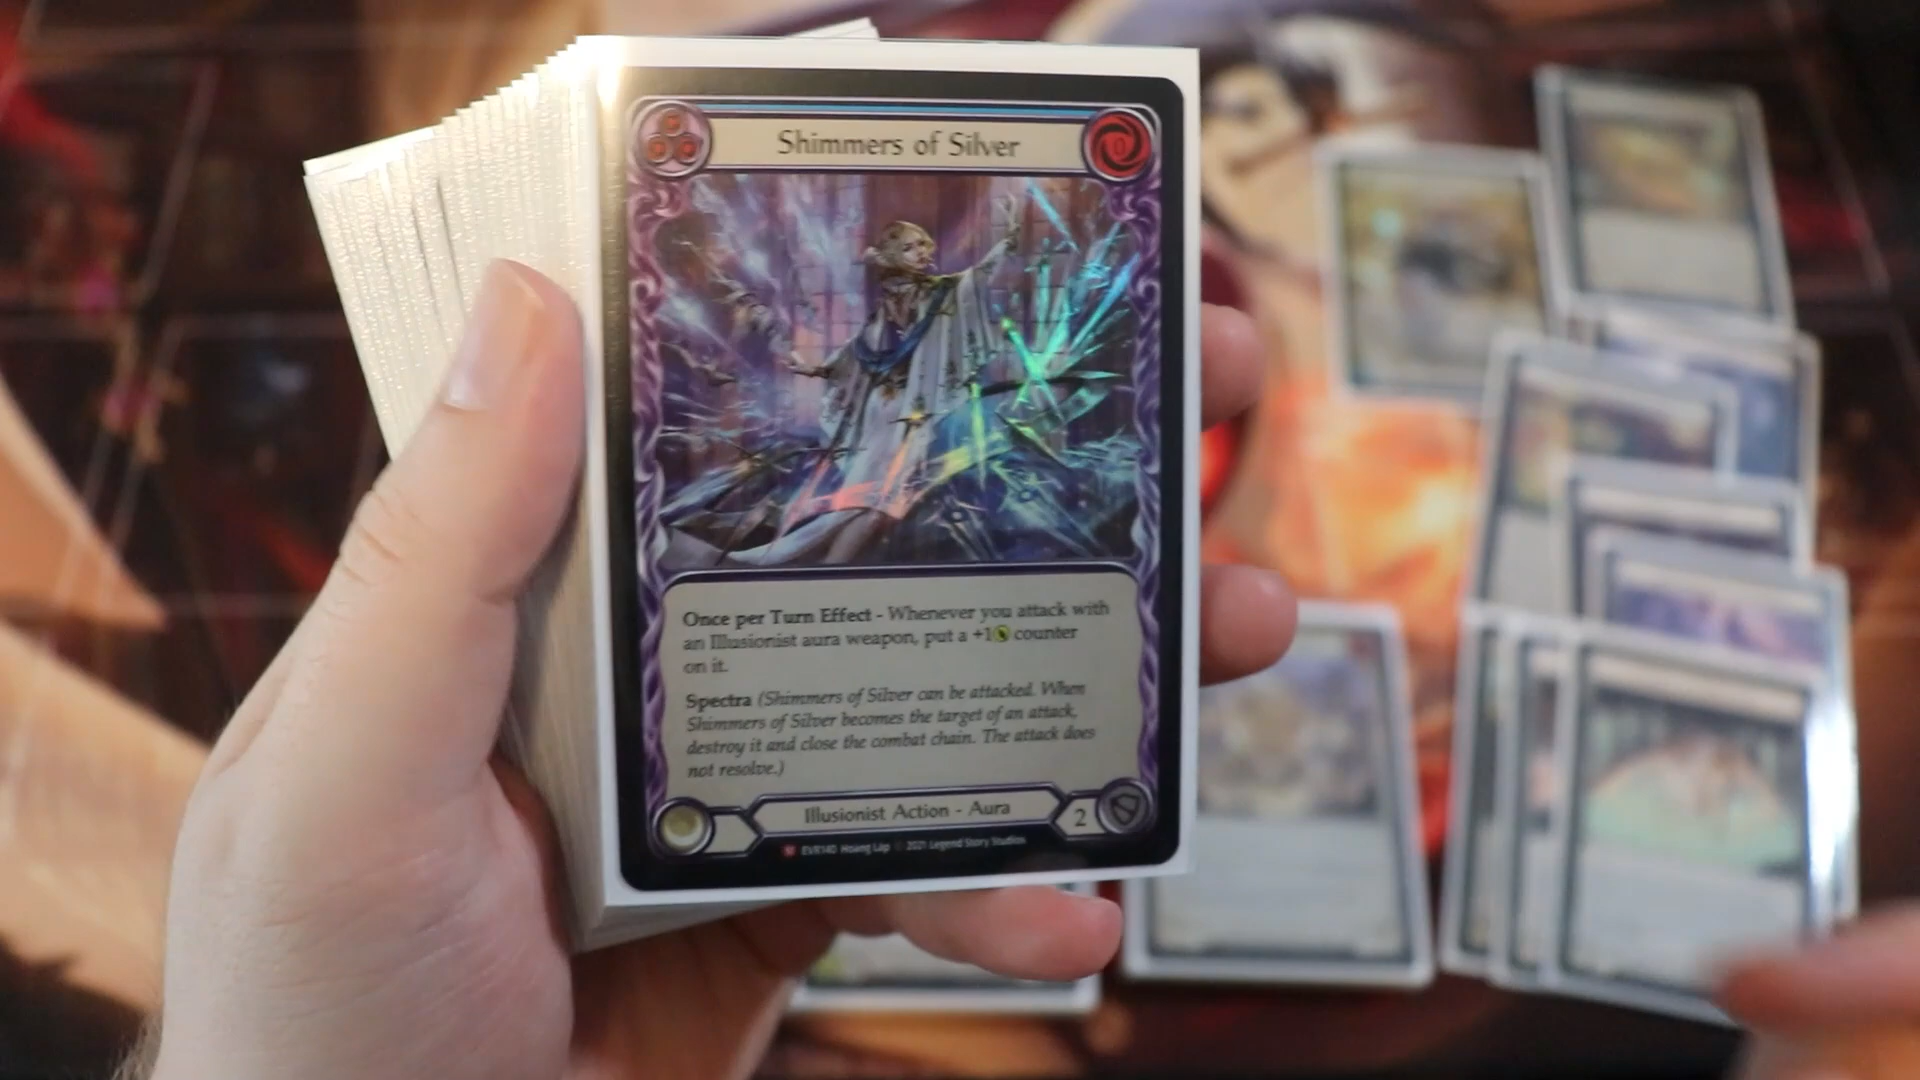 Shimmers of Silver
0
Once per Turn Effect - Whenever you attack with
an Illusionist aura weapon, put a +1 counter
on it.
Spectra (Shimmers of Silver can be attacked. When
Shimmers of Silver becomes the target of an attack,
destroy it and close the combat chain. The attack does
not resolve.)
Illusionist Action - Aura
2
M EVR140 Hoang Lap © 2021 Legend Story Studios